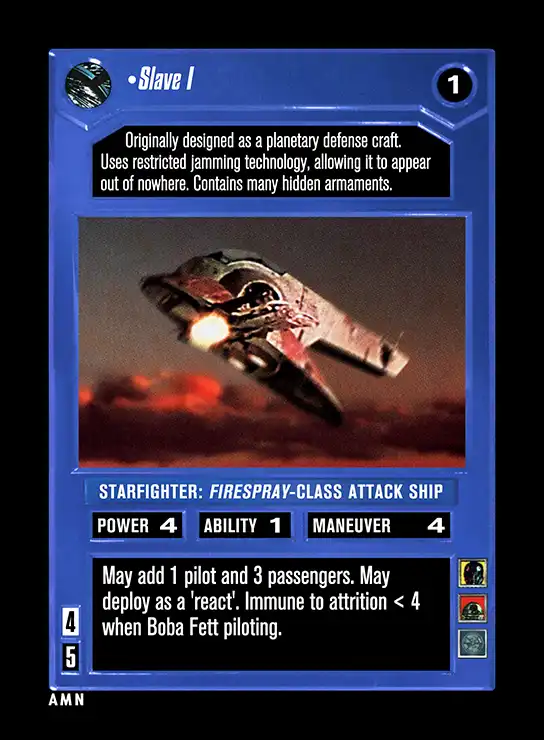 •Slave I
1
Originally designed as a planetary defense craft.
Uses restricted jamming technology, allowing it to appear
out of nowhere. Contains many hidden armaments.
STARFIGHTER: FIRESPRAY-CLASS ATTACK SHIP
POWER 4 ABILITY 1 MANEUVER 4
May add 1 pilot and 3 passengers. May
deploy as a 'react'. Immune to attrition < 4
when Boba Fett piloting.
4
5
AMN